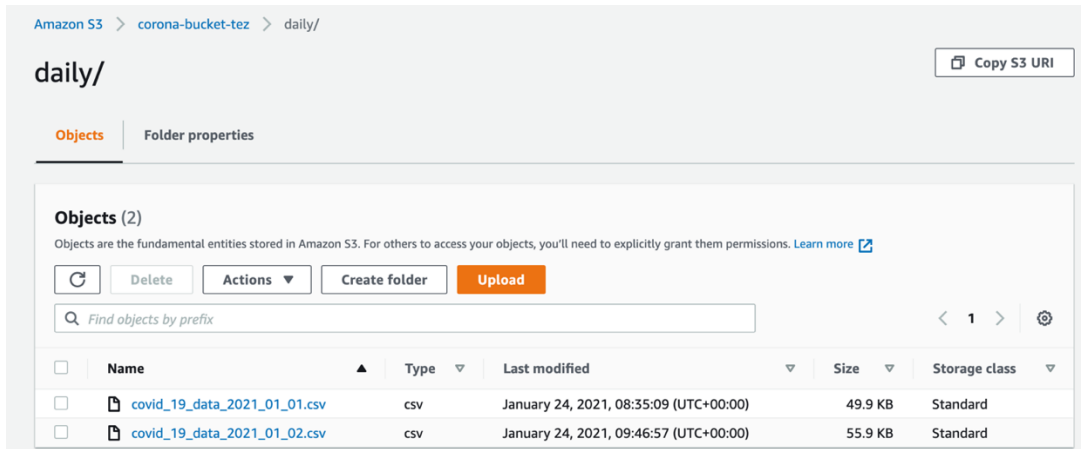 Amazon S3 > corona-bucket-tez > daily/
daily/
Copy S3 URI
Objects Folder properties
Objects (2)
Objects are the fundamental entities stored in Amazon S3. For others to access your objects, you'll need to explicitly grant them permissions. Learn more
Delete Actions Create folder Upload
Find objects by prefix
< 1 >
Name Type Last modified Size Storage class
covid_19_data_2021_01_01.csv csv January 24, 2021, 08:35:09 (UTC+00:00) 49.9 KB Standard
covid_19_data_2021_01_02.csv csv January 24, 2021, 09:46:57 (UTC+00:00) 55.9 KB Standard